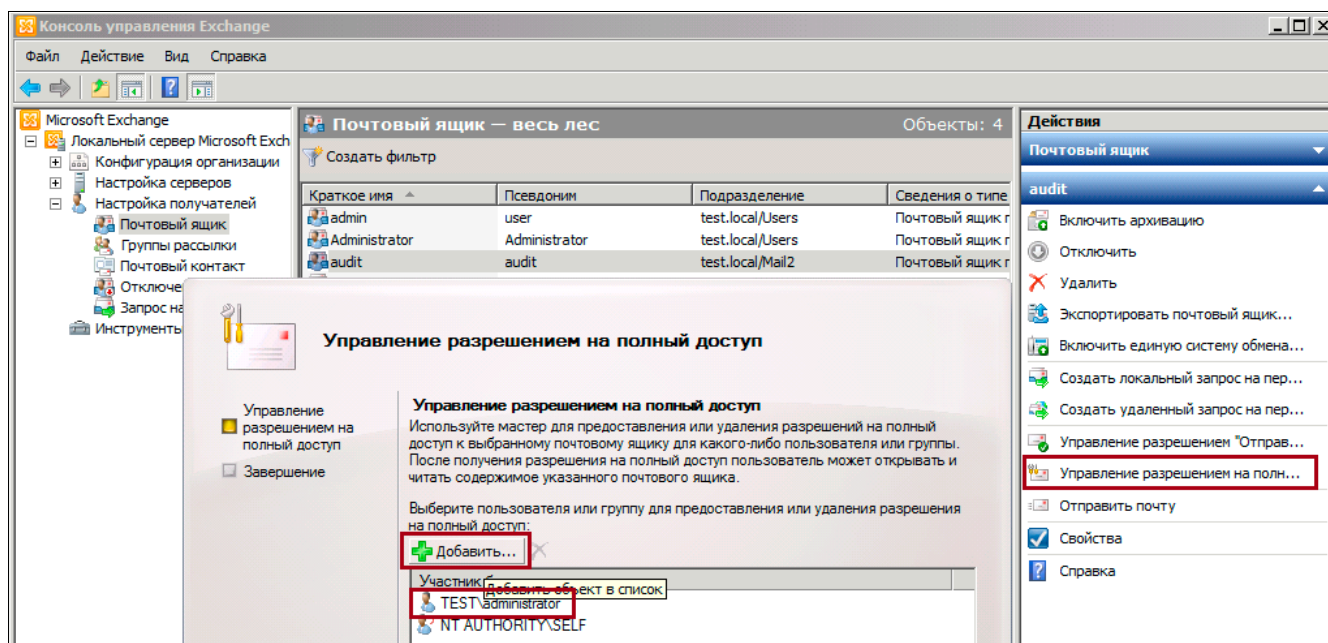 Консоль управления Exchange
Файл Действие Вид Справка
Microsoft Exchange
Локальный сервер Microsoft Exch
Конфигурация организации
Настройка серверов
Настройка получателей
Почтовый ящик
Группы рассылки
Почтовый контакт
Отключе
Запрос на
Инструменты
Почтовый ящик — весь лес Объекты: 4
Создать фильтр
Краткое имя Псевдоним Подразделение Сведения о типе
admin user test.local/Users Почтовый ящик г
Administrator Administrator test.local/Users Почтовый ящик г
audit audit test.local/Mail2 Почтовый ящик г
Управление разрешением на полный доступ
Управление
разрешением на
полный доступ
Завершение
Управление разрешением на полный доступ
Используйте мастер для предоставления или удаления разрешений на полный
доступ к выбранному почтовому ящику для какого-либо пользователя или группы.
После получения разрешения на полный доступ пользователь может открывать и
читать содержимое указанного почтового ящика.
Выберите пользователя или группу для предоставления или удаления разрешения
на полный доступ:
Добавить...
Участник
Добавить объект в список
TEST\administrator
NT AUTHORITY\SELF
Действия
Почтовый ящик
audit
Включить архивацию
Отключить
Удалить
Экспортировать почтовый ящик...
Включить единую систему обмена...
Создать локальный запрос на пер...
Создать удаленный запрос на пер...
Управление разрешением "Отправ...
Управление разрешением на полн...
Отправить почту
Свойства
Справка